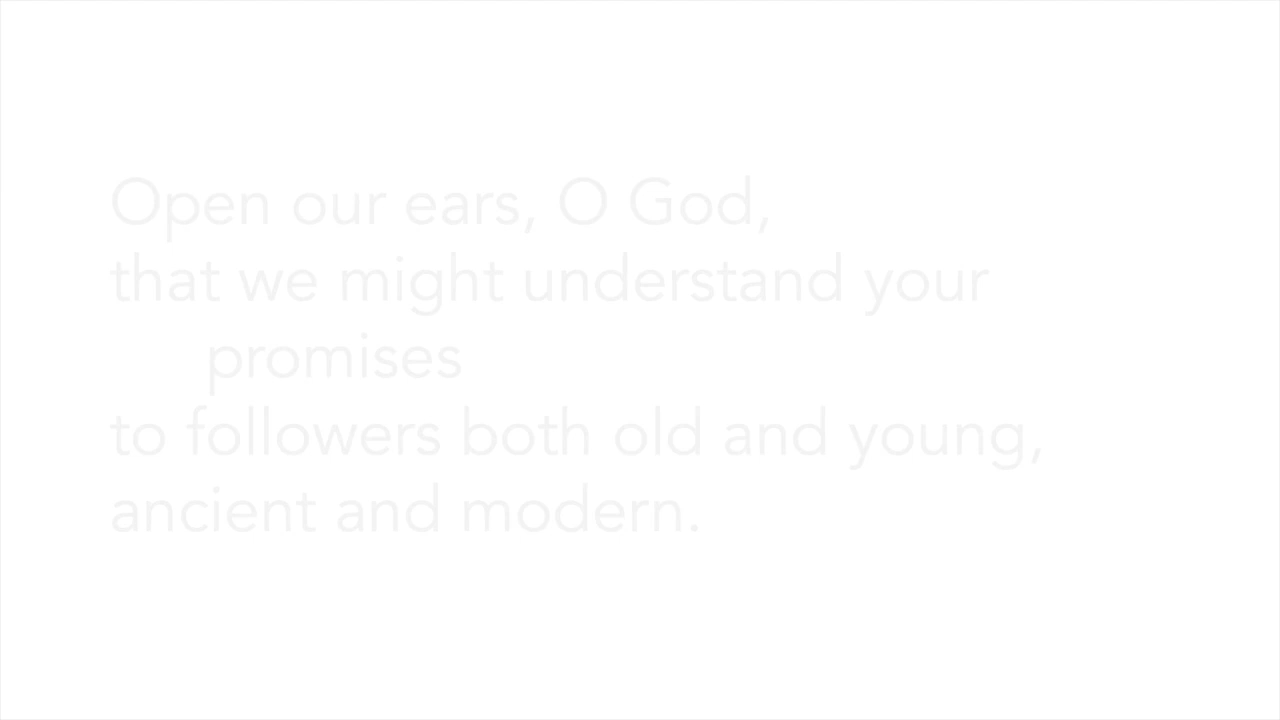 Open our ears, O God,
that we might understand your
promises
to followers both old and young,
ancient and modern.